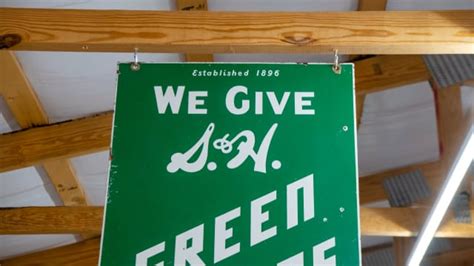 Established 1896
WE GIVE
S.&H.
GREEN